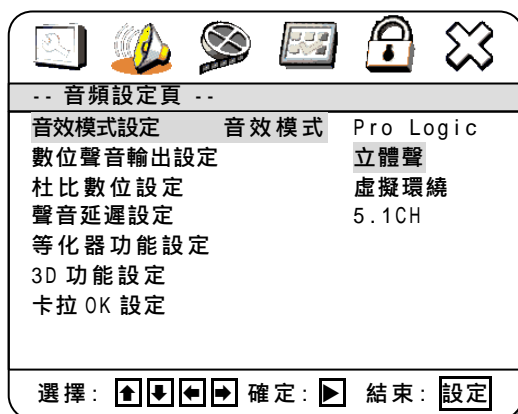 -- 音頻設定頁 --
音效模式設定 音效模式 Pro Logic
數位聲音輸出設定 立體聲
杜比數位設定 虛擬環繞
聲音延遲設定 5.1CH
等化器功能設定
3D 功能設定
卡拉 OK 設定
選擇: 確定: 結束: 設定